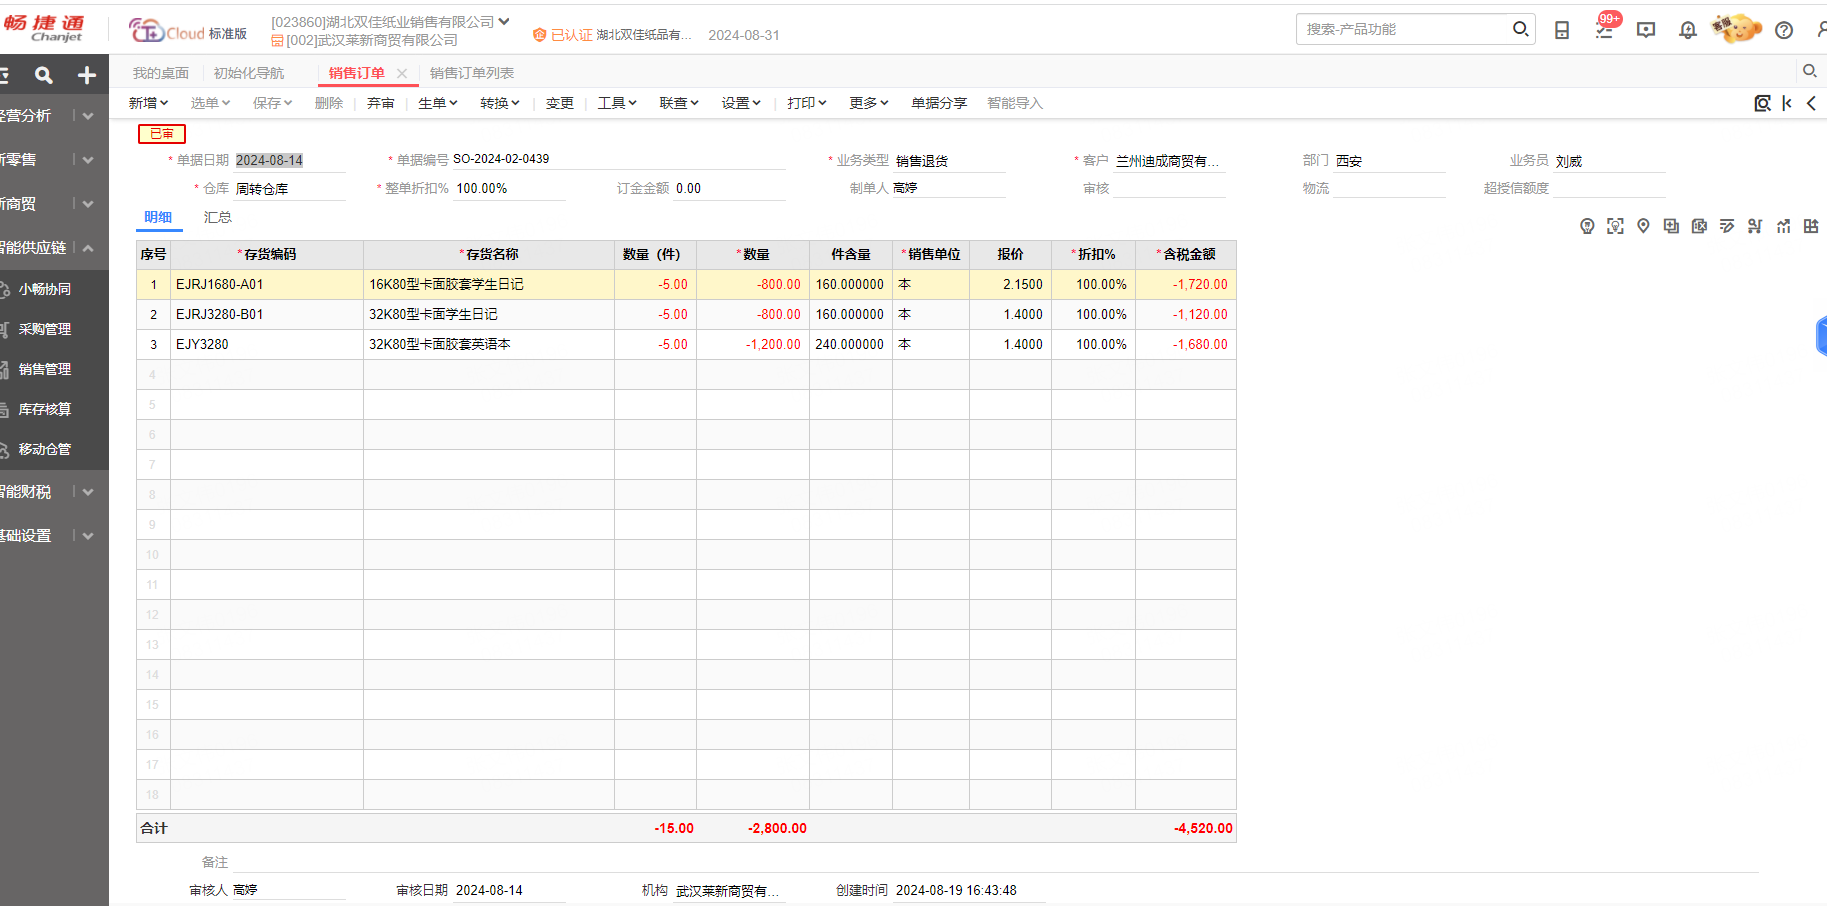 畅捷通
Chanjet
Cloud 标准版
[023860]湖北双佳纸业销售有限公司
[002]武汉莱新商贸有限公司
已认证 湖北双佳纸品有... 2024-08-31
搜索-产品功能
99+
客服
我的桌面 初始化导航 销售订单 销售订单列表
新增 选单 保存 删除 弃审 生单 转换 变更 工具 联查 设置 打印 更多 单据分享 智能导入
经营分析
新零售
新商贸
智能供应链
小畅协同
采购管理
销售管理
库存核算
移动仓管
智能财税
基础设置
已审
* 单据日期 2024-08-14 * 单据编号 SO-2024-02-0439 * 业务类型 销售退货 * 客户 兰州迪成商贸有... 部门 西安 业务员 刘威
* 仓库 周转仓库 * 整单折扣% 100.00% 订金金额 0.00 制单人 高婷 审核 物流 超授信额度
明细 汇总
序号 *存货编码 *存货名称 数量（件） *数量 件含量 *销售单位 报价 *折扣% *含税金额
1 EJRJ1680-A01 16K80型卡面胶套学生日记 -5.00 -800.00 160.000000 本 2.1500 100.00% -1,720.00
2 EJRJ3280-B01 32K80型卡面学生日记 -5.00 -800.00 160.000000 本 1.4000 100.00% -1,120.00
3 EJY3280 32K80型卡面胶套英语本 -5.00 -1,200.00 240.000000 本 1.4000 100.00% -1,680.00
4
5
6
7
8
9
10
11
12
13
14
15
16
17
18
合计 -15.00 -2,800.00 -4,520.00
备注
审核人 高婷 审核日期 2024-08-14 机构 武汉莱新商贸有... 创建时间 2024-08-19 16:43:48